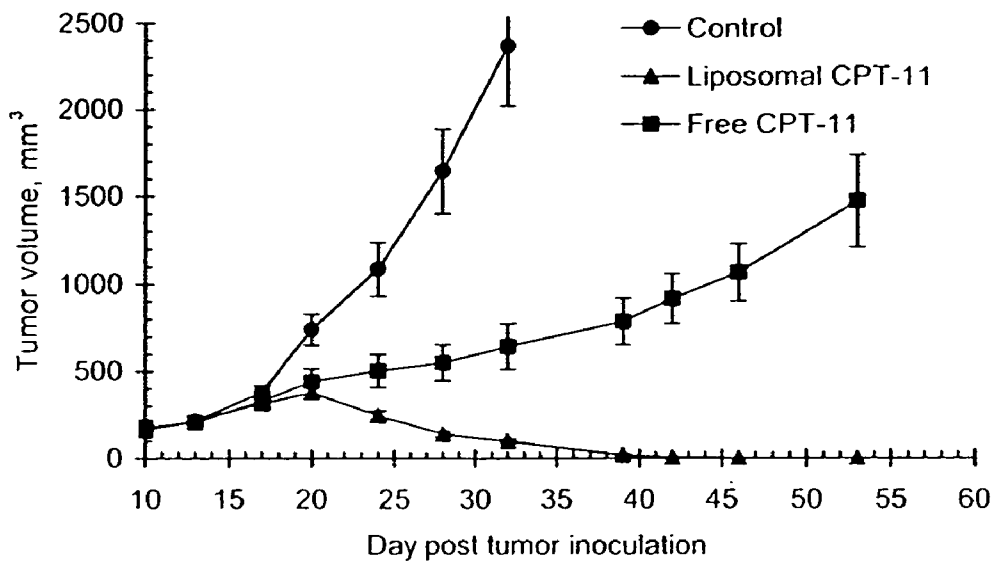 2500
2000
1500
1000
500
0
Tumor volume, mm³
Control
Liposomal CPT-11
Free CPT-11
10 15 20 25 30 35 40 45 50 55 60
Day post tumor inoculation